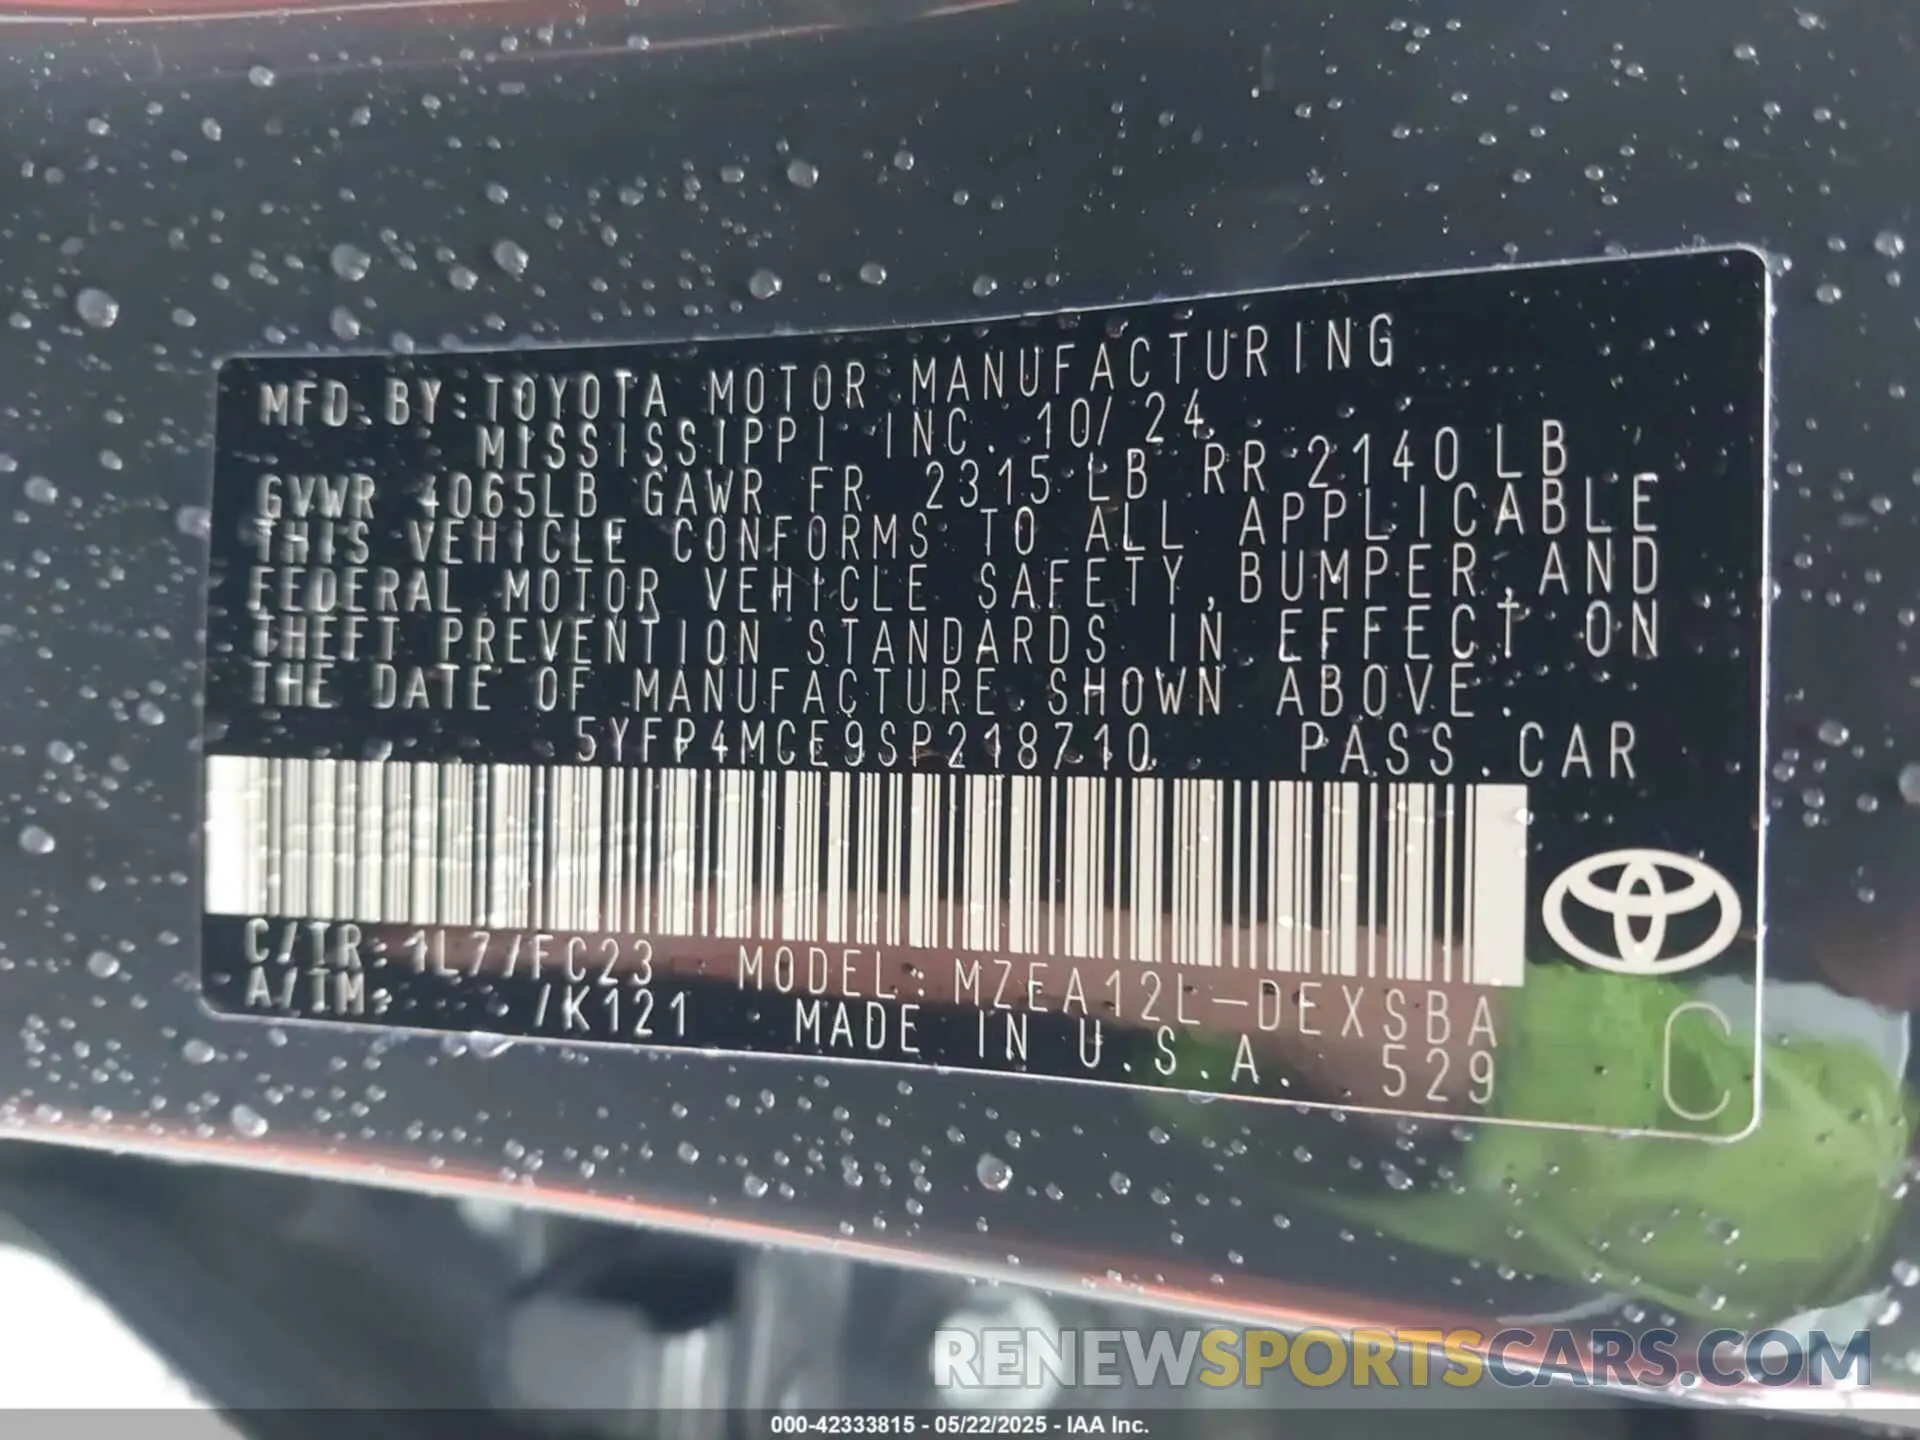 MFD. BY: TOYOTA MOTOR MANUFACTURING
MISSISSIPPI INC. 10/24
GVWR 4065LB GAWR FR 2315 LB RR 2140 LB
THIS VEHICLE CONFORMS TO ALL APPLICABLE
FEDERAL MOTOR VEHICLE SAFETY, BUMPER, AND
THEFT PREVENTION STANDARDS IN EFFECT ON
THE DATE OF MANUFACTURE SHOWN ABOVE.
5YFP4MCE9SP218710 PASS. CAR
C/TR: 1L7/FC23 MODEL: MZEA12L-DEXSBA
A/TM: /K121 MADE IN U.S.A. 529 C
RENEWSPORTSCARS.COM
000-42333815 - 05/22/2025 - IAA Inc.